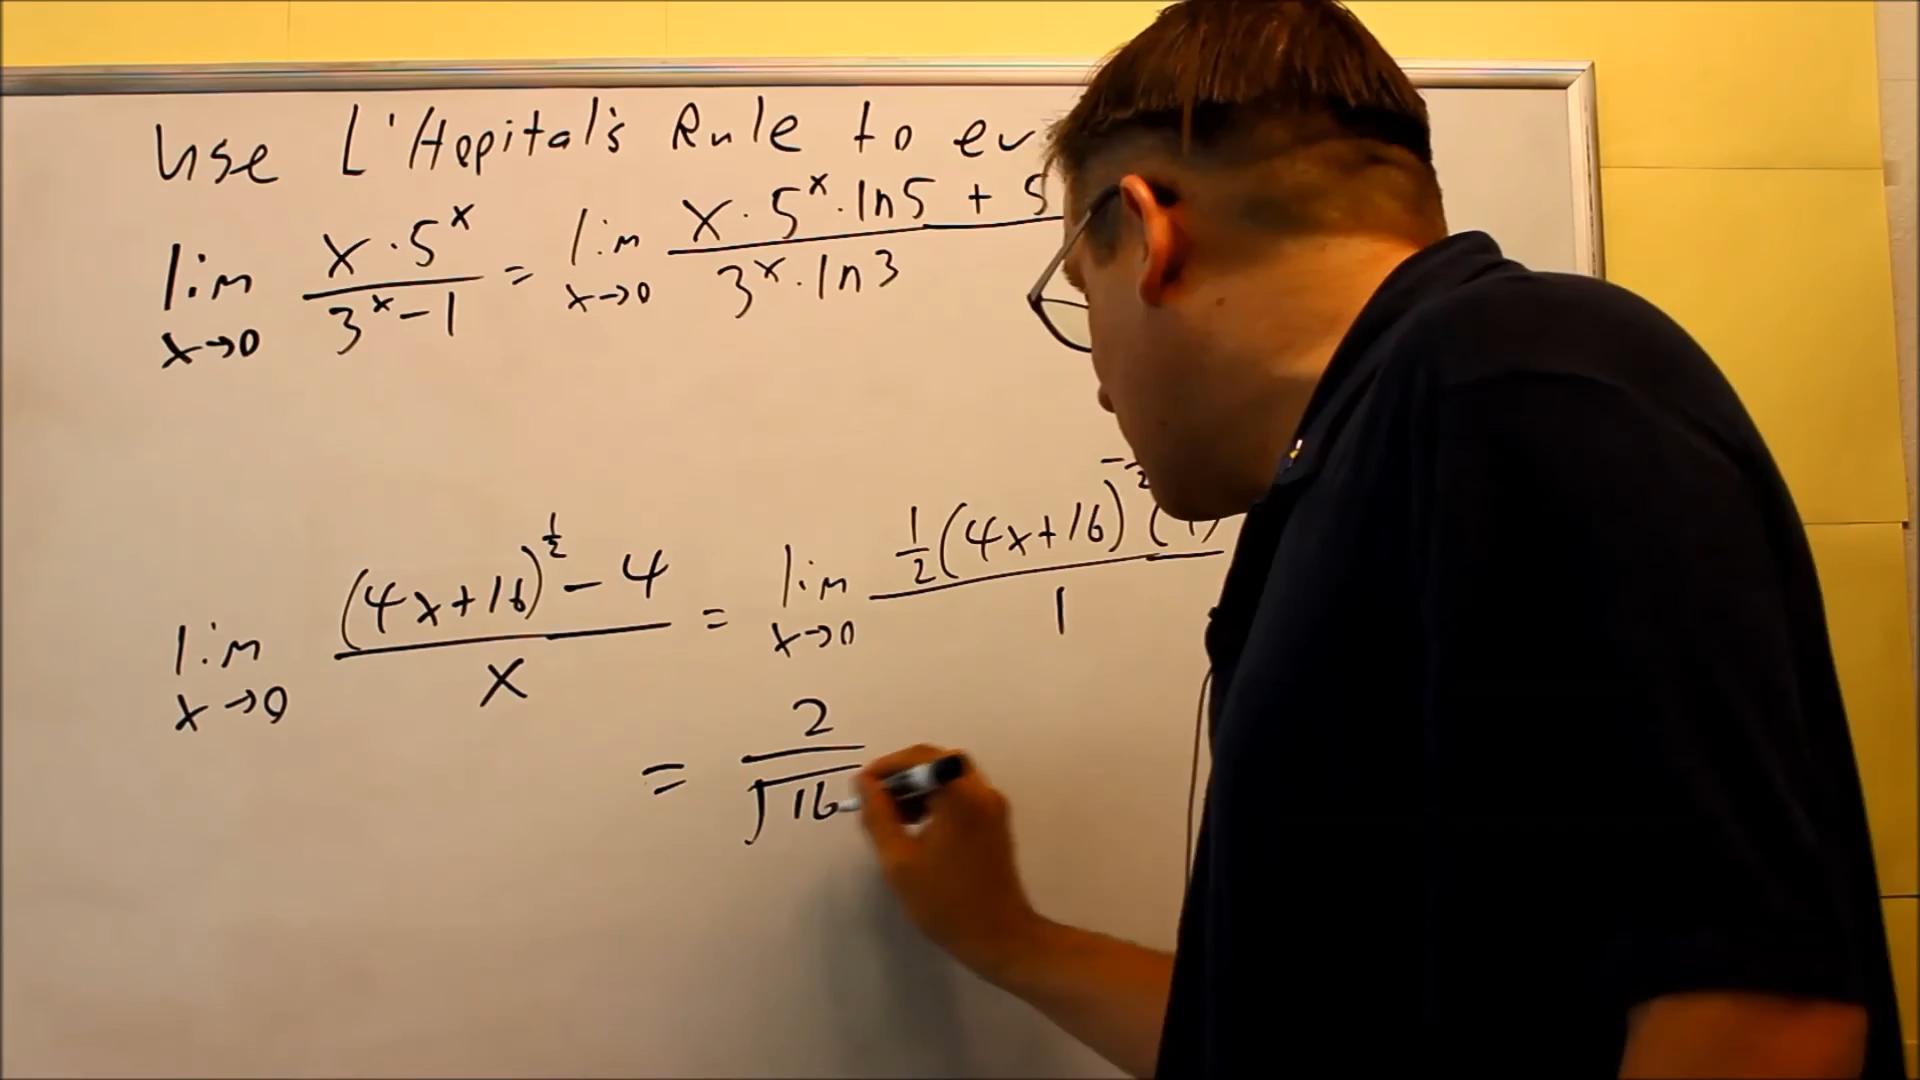 Use L'Hopital's Rule to ev
lim x→0 (x · 5^x)/(3^x − 1) = lim x→0 (x · 5^x · ln5 + 5)/(3^x · ln3)
lim x→0 ((4x+16)^(1/2) − 4)/x = lim x→0 (1/2 (4x+16)^(-1/2) (4))/1
= 2/√16